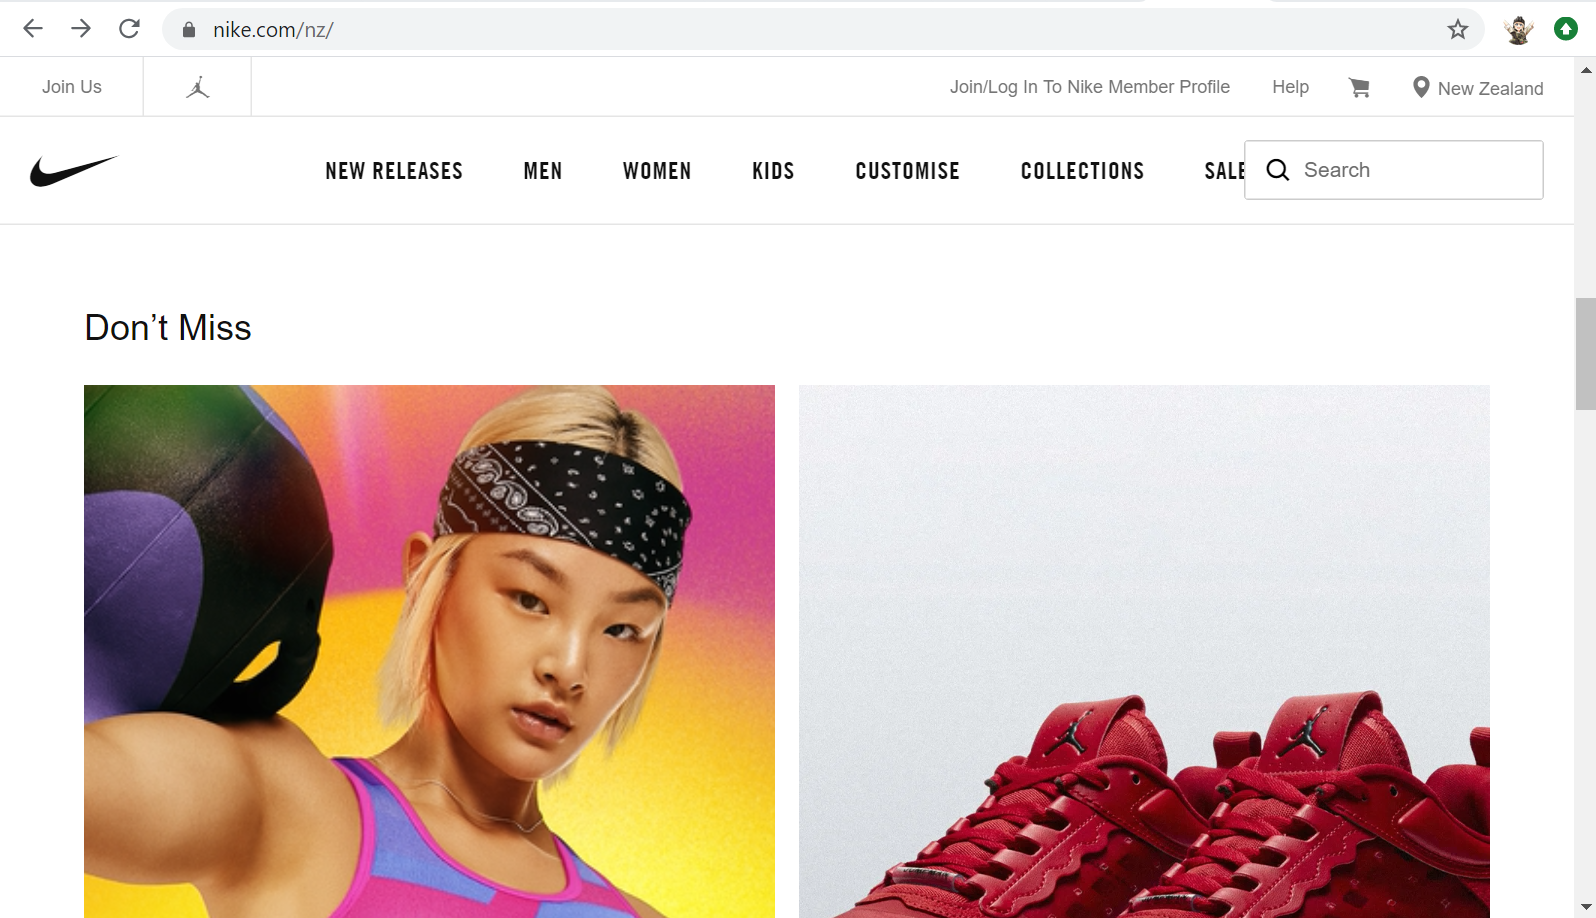 nike.com/nz/
Join Us
Join/Log In To Nike Member Profile
Help
New Zealand
NEW RELEASES
MEN
WOMEN
KIDS
CUSTOMISE
COLLECTIONS
SALE
Search
Don’t Miss